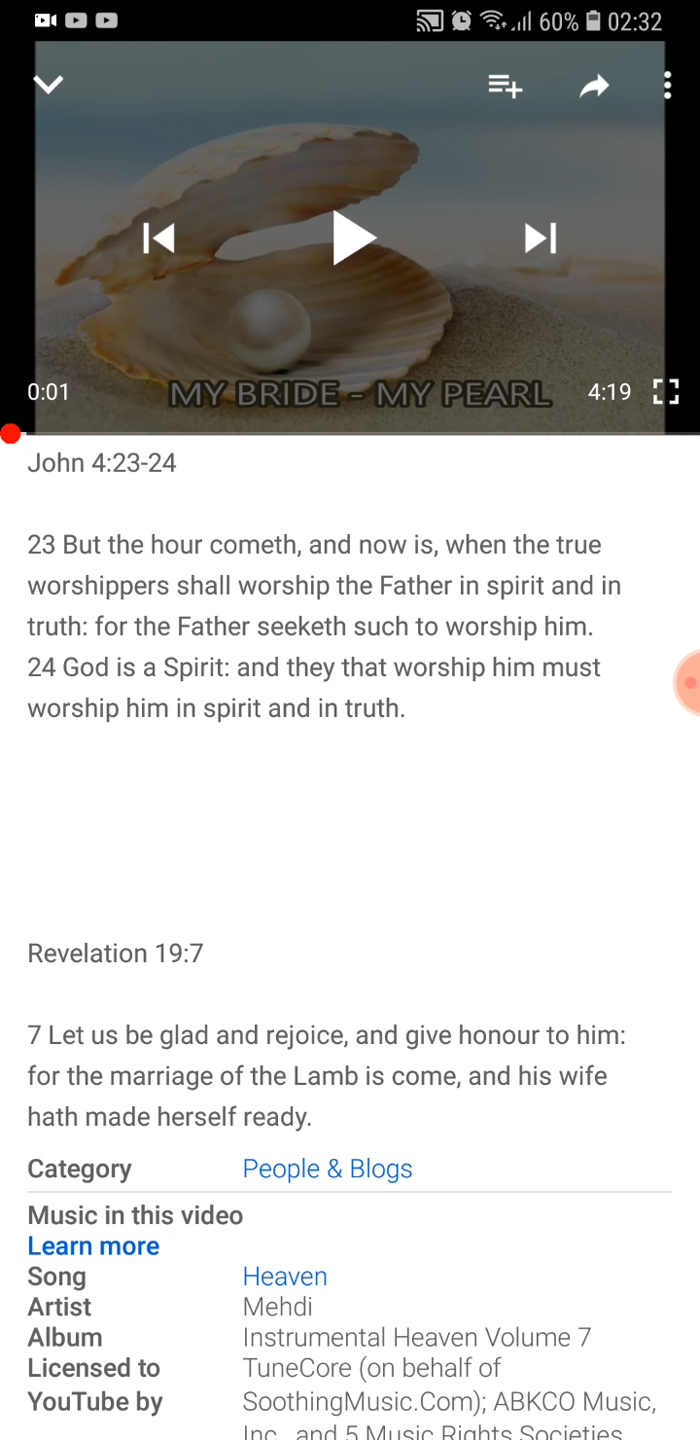 60% 02:32
0:01 MY BRIDE - MY PEARL 4:19
John 4:23-24
23 But the hour cometh, and now is, when the true
worshippers shall worship the Father in spirit and in
truth: for the Father seeketh such to worship him.
24 God is a Spirit: and they that worship him must
worship him in spirit and in truth.
Revelation 19:7
7 Let us be glad and rejoice, and give honour to him:
for the marriage of the Lamb is come, and his wife
hath made herself ready.
Category People & Blogs
Music in this video
Learn more
Song Heaven
Artist Mehdi
Album Instrumental Heaven Volume 7
Licensed to TuneCore (on behalf of
YouTube by SoothingMusic.Com); ABKCO Music,
Inc., and 5 Music Rights Societies